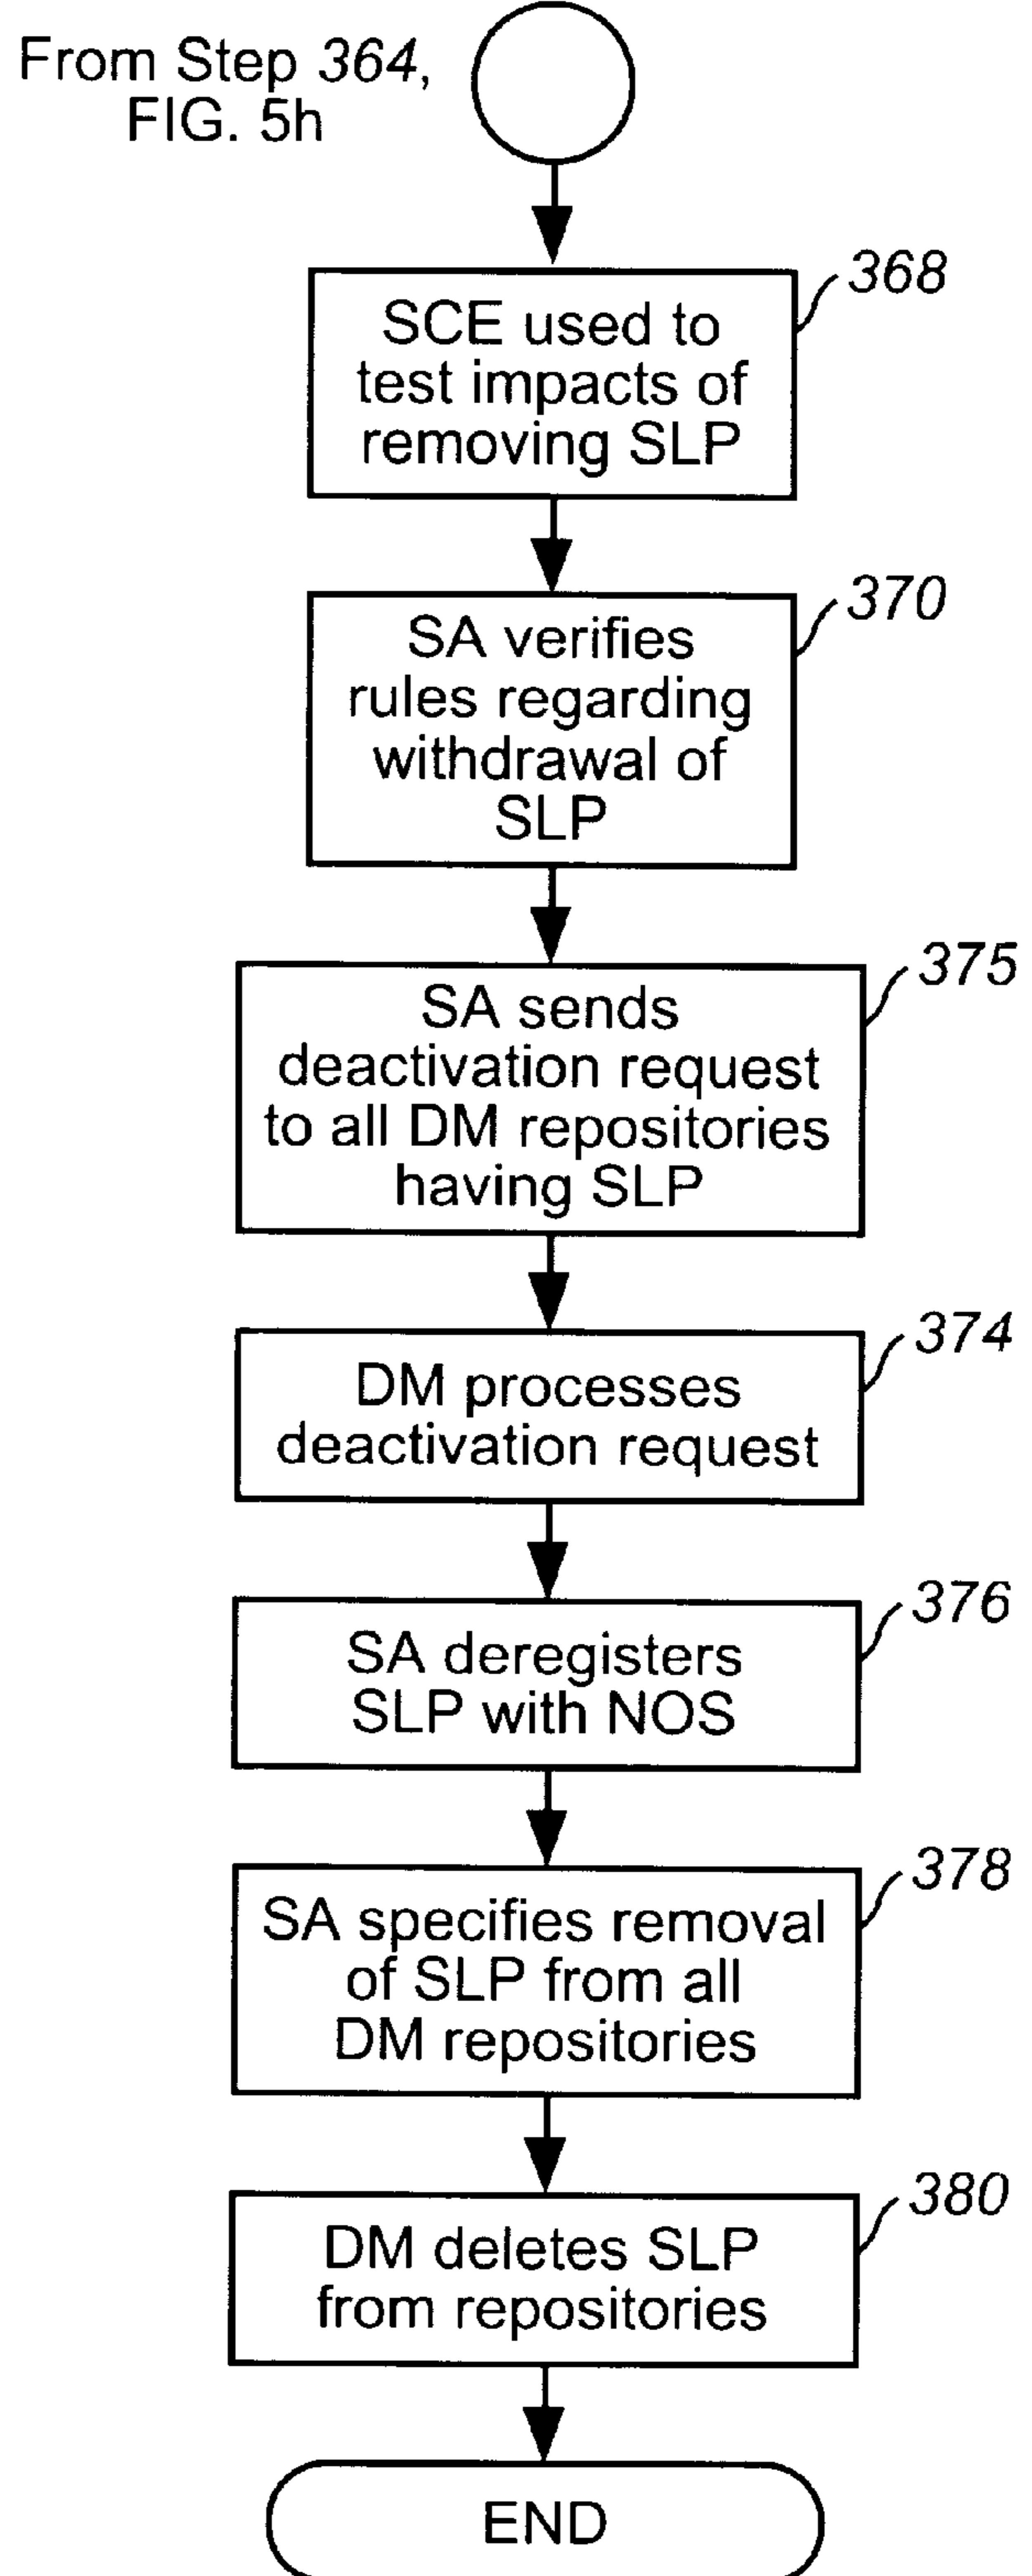 From Step 364,
FIG. 5h
368
SCE used to
test impacts of
removing SLP
370
SA verifies
rules regarding
withdrawal of
SLP
375
SA sends
deactivation request
to all DM repositories
having SLP
374
DM processes
deactivation request
376
SA deregisters
SLP with NOS
378
SA specifies removal
of SLP from all
DM repositories
380
DM deletes SLP
from repositories
END